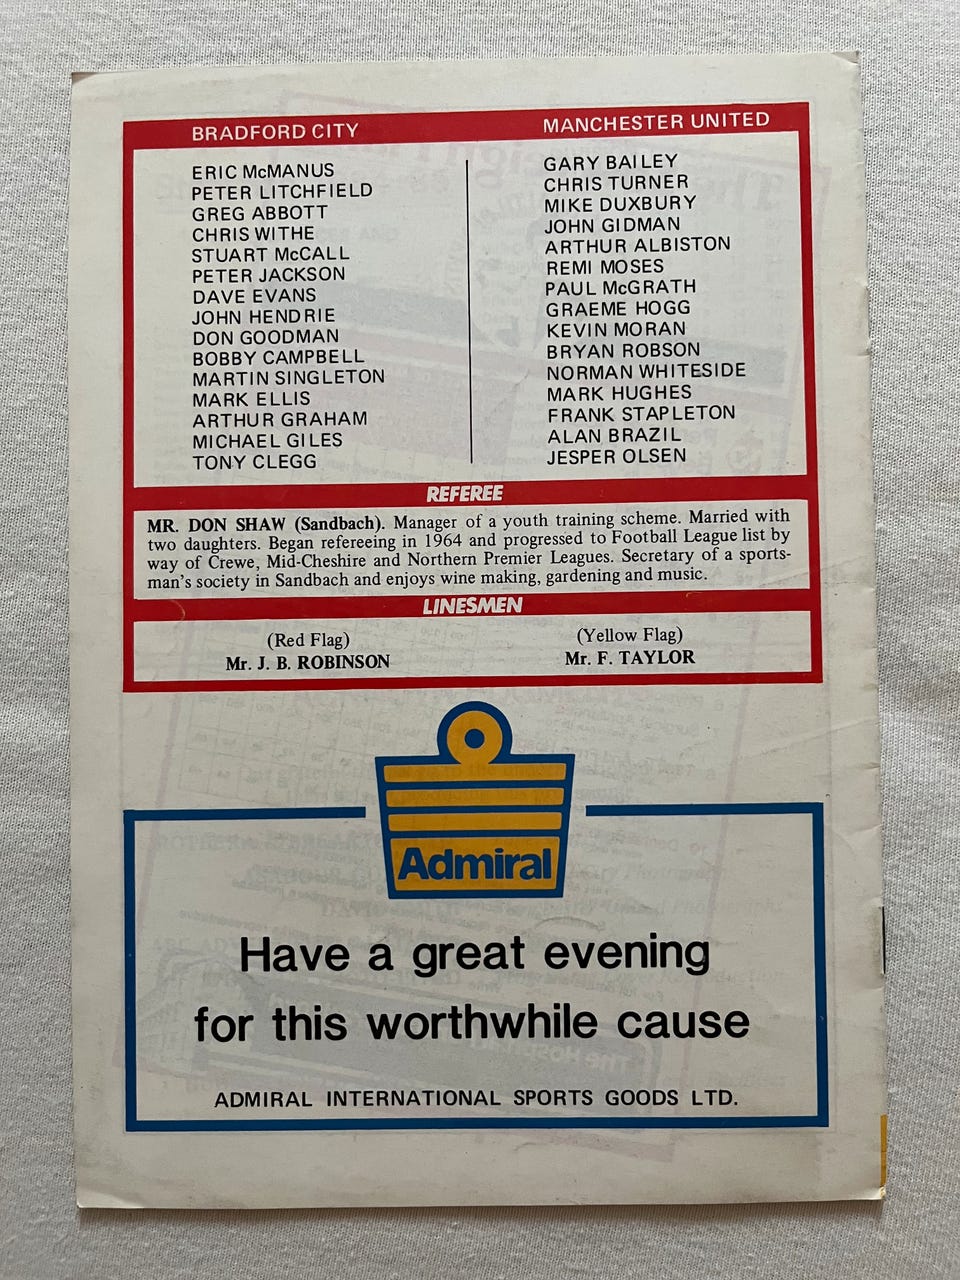 BRADFORD CITY
ERIC McMANUS
PETER LITCHFIELD
GREG ABBOTT
CHRIS WITHE
STUART McCALL
PETER JACKSON
DAVE EVANS
JOHN HENDRIE
DON GOODMAN
BOBBY CAMPBELL
MARTIN SINGLETON
MARK ELLIS
ARTHUR GRAHAM
MICHAEL GILES
TONY CLEGG
MANCHESTER UNITED
GARY BAILEY
CHRIS TURNER
MIKE DUXBURY
JOHN GIDMAN
ARTHUR ALBISTON
REMI MOSES
PAUL McGRATH
GRAEME HOGG
KEVIN MORAN
BRYAN ROBSON
NORMAN WHITESIDE
MARK HUGHES
FRANK STAPLETON
ALAN BRAZIL
JESPER OLSEN
REFEREE
MR. DON SHAW (Sandbach). Manager of a youth training scheme. Married with
two daughters. Began refereeing in 1964 and progressed to Football League list by
way of Crewe, Mid-Cheshire and Northern Premier Leagues. Secretary of a sports-
man's society in Sandbach and enjoys wine making, gardening and music.
LINESMEN
(Red Flag)
Mr. J. B. ROBINSON
(Yellow Flag)
Mr. F. TAYLOR
Admiral
Have a great evening
for this worthwhile cause
ADMIRAL INTERNATIONAL SPORTS GOODS LTD.